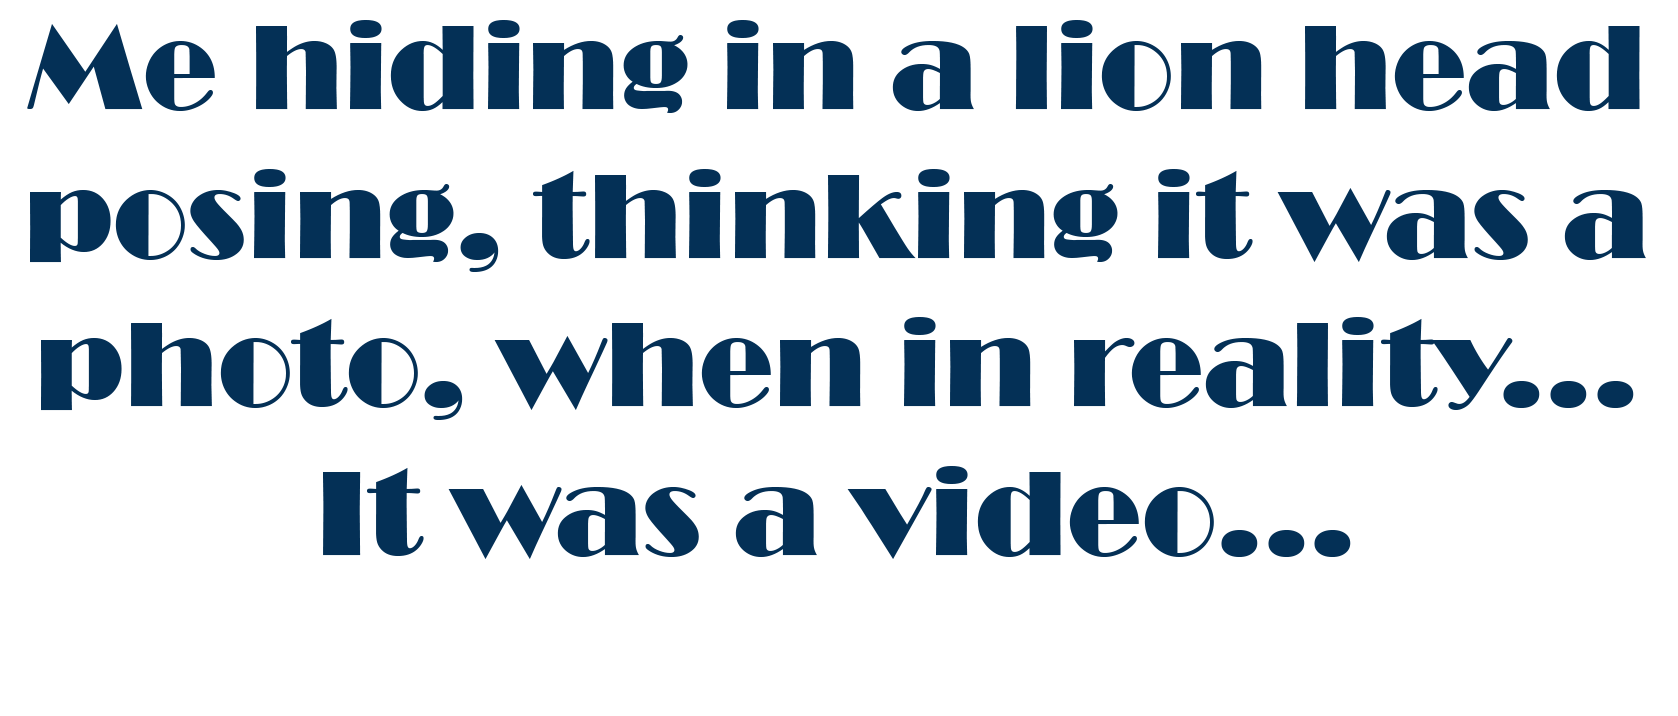 Me hiding in a lion head
posing, thinking it was a
photo, when in reality...
It was a video...